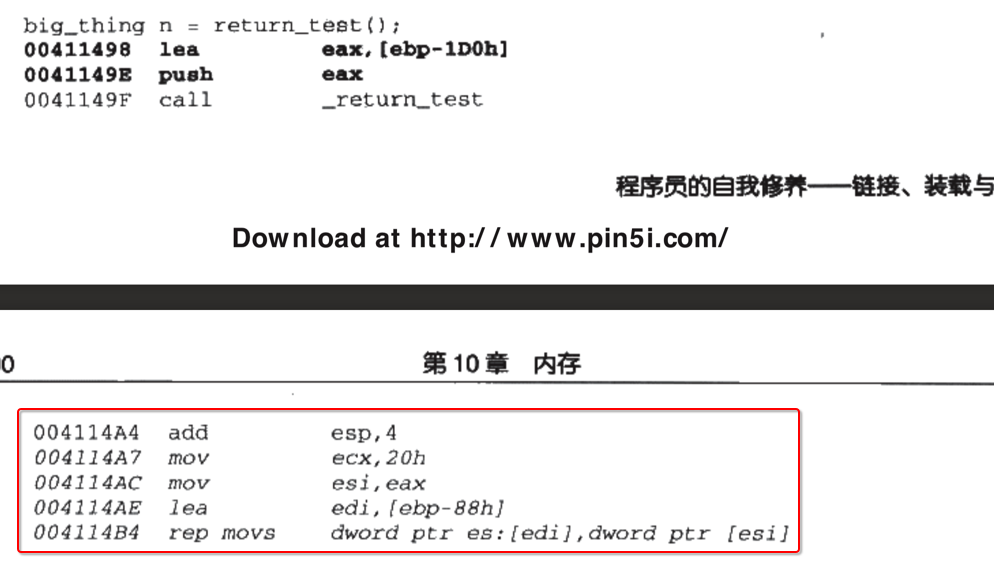 big_thing n = return_test();
00411498 lea eax,[ebp-1D0h]
0041149E push eax
0041149F call _return_test
程序员的自我修养——链接、装载与
Download at http://www.pin5i.com/
第 10 章 内存
004114A4 add esp,4
004114A7 mov ecx,20h
004114AC mov esi,eax
004114AE lea edi,[ebp-88h]
004114B4 rep movs dword ptr es:[edi],dword ptr [esi]